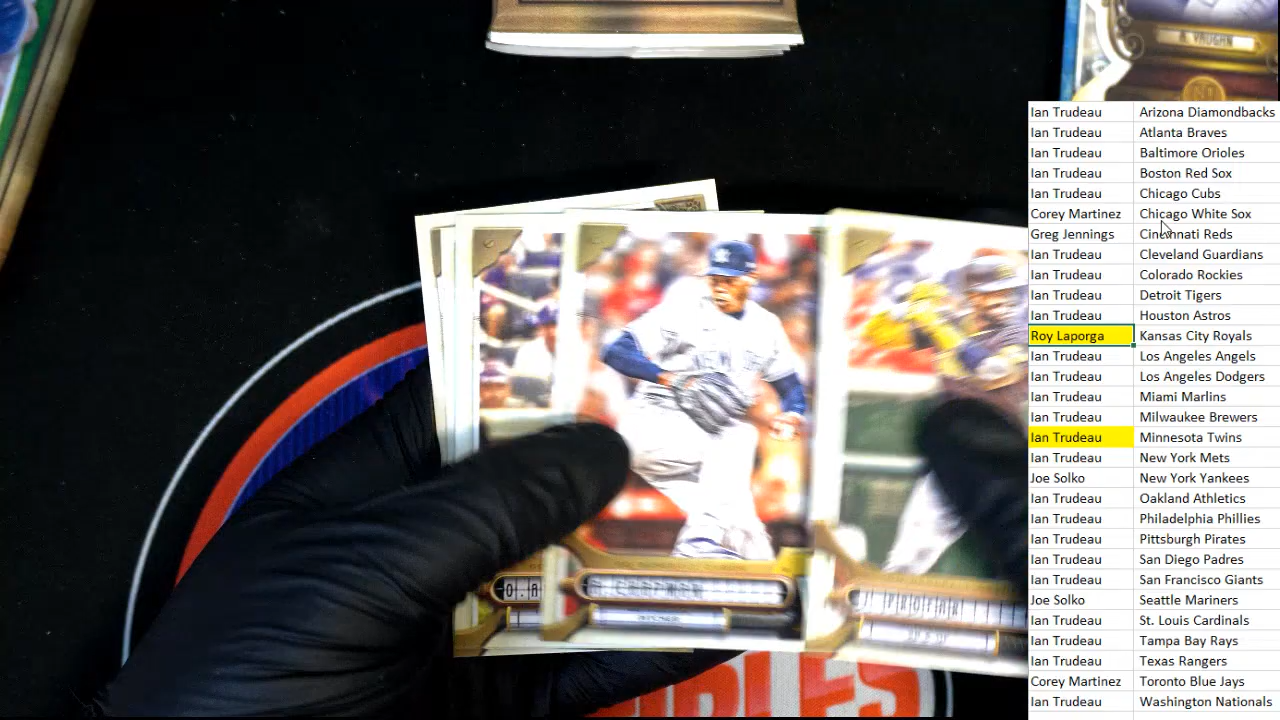 A. VAUGHN
Ian Trudeau Arizona Diamondbacks
Ian Trudeau Atlanta Braves
Ian Trudeau Baltimore Orioles
Ian Trudeau Boston Red Sox
Ian Trudeau Chicago Cubs
Corey Martinez Chicago White Sox
Greg Jennings Cincinnati Reds
Ian Trudeau Cleveland Guardians
Ian Trudeau Colorado Rockies
Ian Trudeau Detroit Tigers
Ian Trudeau Houston Astros
Roy Laporga Kansas City Royals
Ian Trudeau Los Angeles Angels
Ian Trudeau Los Angeles Dodgers
Ian Trudeau Miami Marlins
Ian Trudeau Milwaukee Brewers
Ian Trudeau Minnesota Twins
Ian Trudeau New York Mets
Joe Solko New York Yankees
Ian Trudeau Oakland Athletics
Ian Trudeau Philadelphia Phillies
Ian Trudeau Pittsburgh Pirates
Ian Trudeau San Diego Padres
Ian Trudeau San Francisco Giants
Joe Solko Seattle Mariners
Ian Trudeau St. Louis Cardinals
Ian Trudeau Tampa Bay Rays
Ian Trudeau Texas Rangers
Corey Martinez Toronto Blue Jays
Ian Trudeau Washington Nationals
A. CHAPMAN
PITCHER